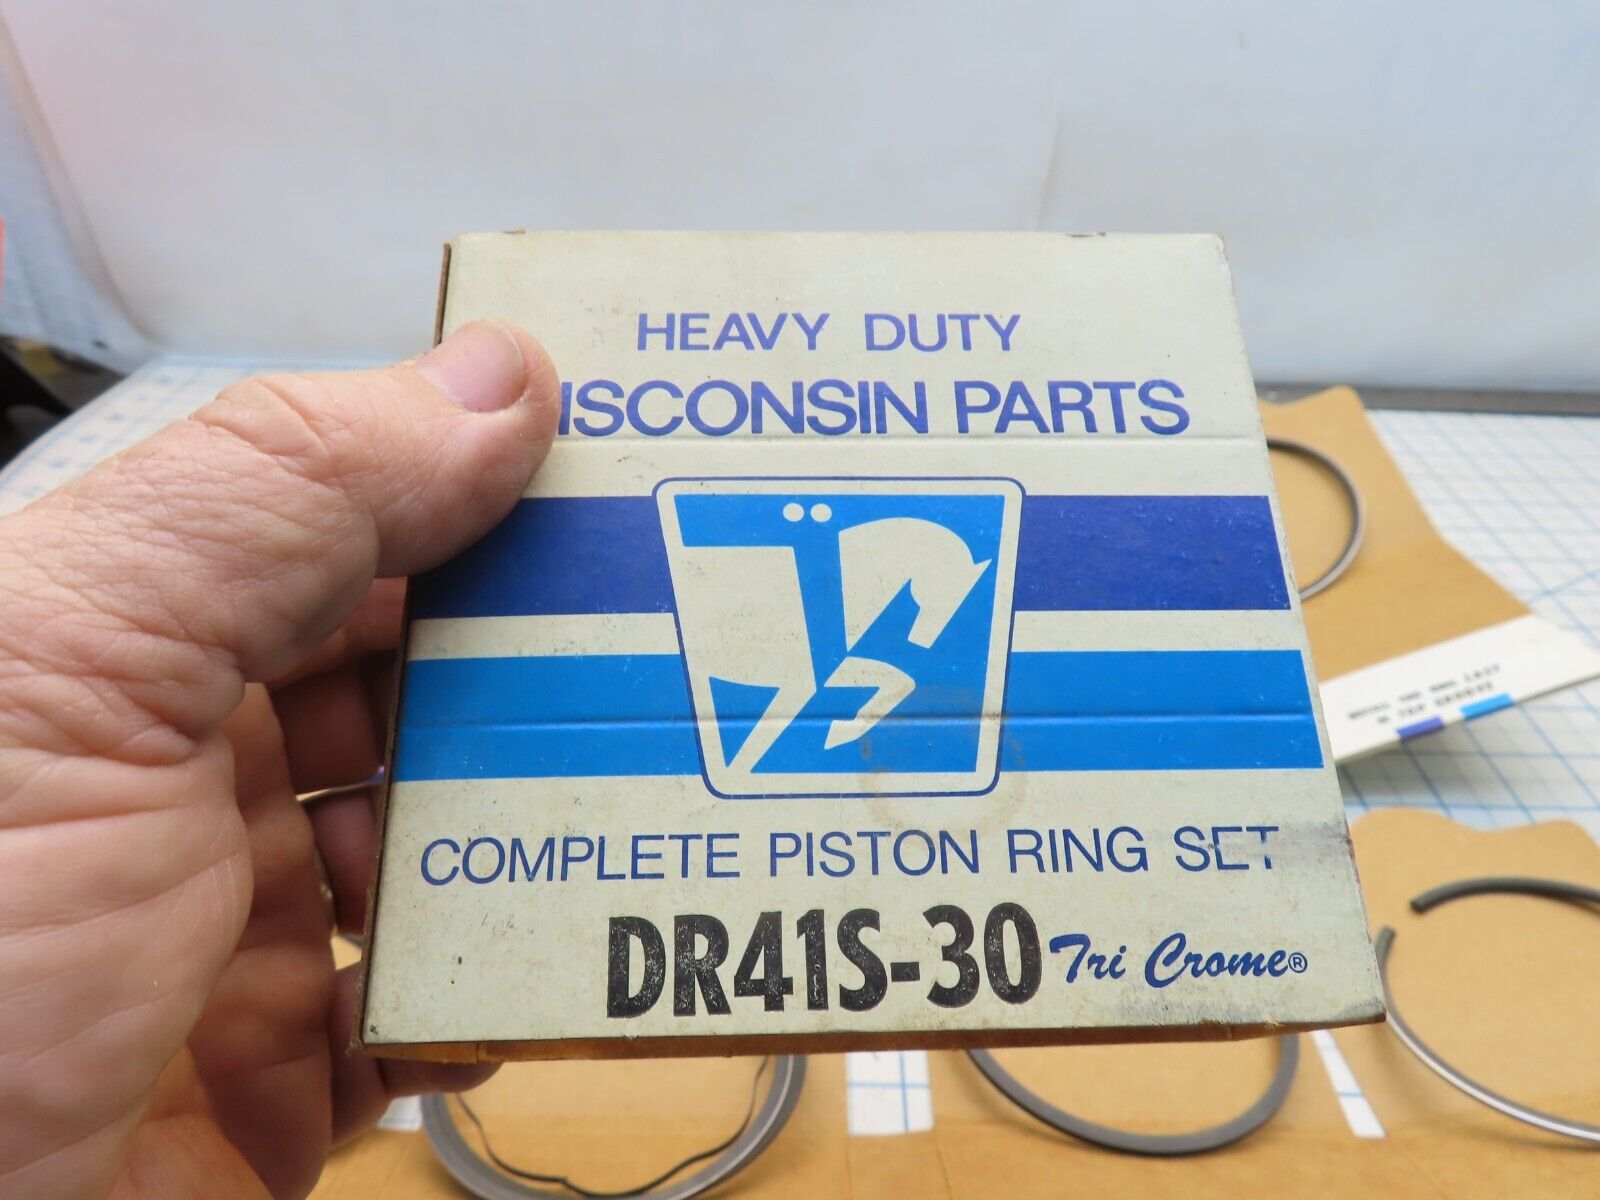 HEAVY DUTY
ISCONSIN PARTS
COMPLETE PISTON RING SET
DR41S-30 Tri Crome®